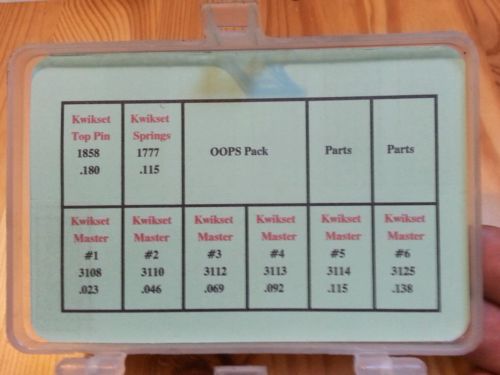 Kwikset
Top Pin
1858
.180
Kwikset
Springs
1777
.115
OOPS Pack
Parts
Parts
Kwikset
Master
#1
3108
.023
Kwikset
Master
#2
3110
.046
Kwikset
Master
#3
3112
.069
Kwikset
Master
#4
3113
.092
Kwikset
Master
#5
3114
.115
Kwikset
Master
#6
3125
.138